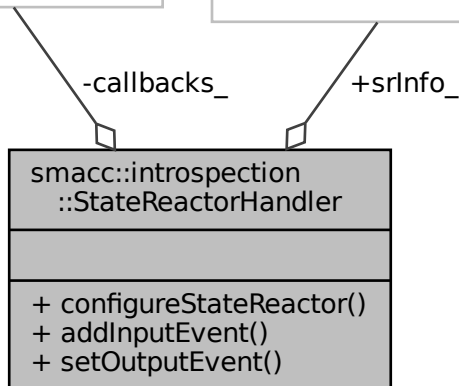 -callbacks_
+srInfo_
smacc::introspection
::StateReactorHandler
+ configureStateReactor()
+ addInputEvent()
+ setOutputEvent()